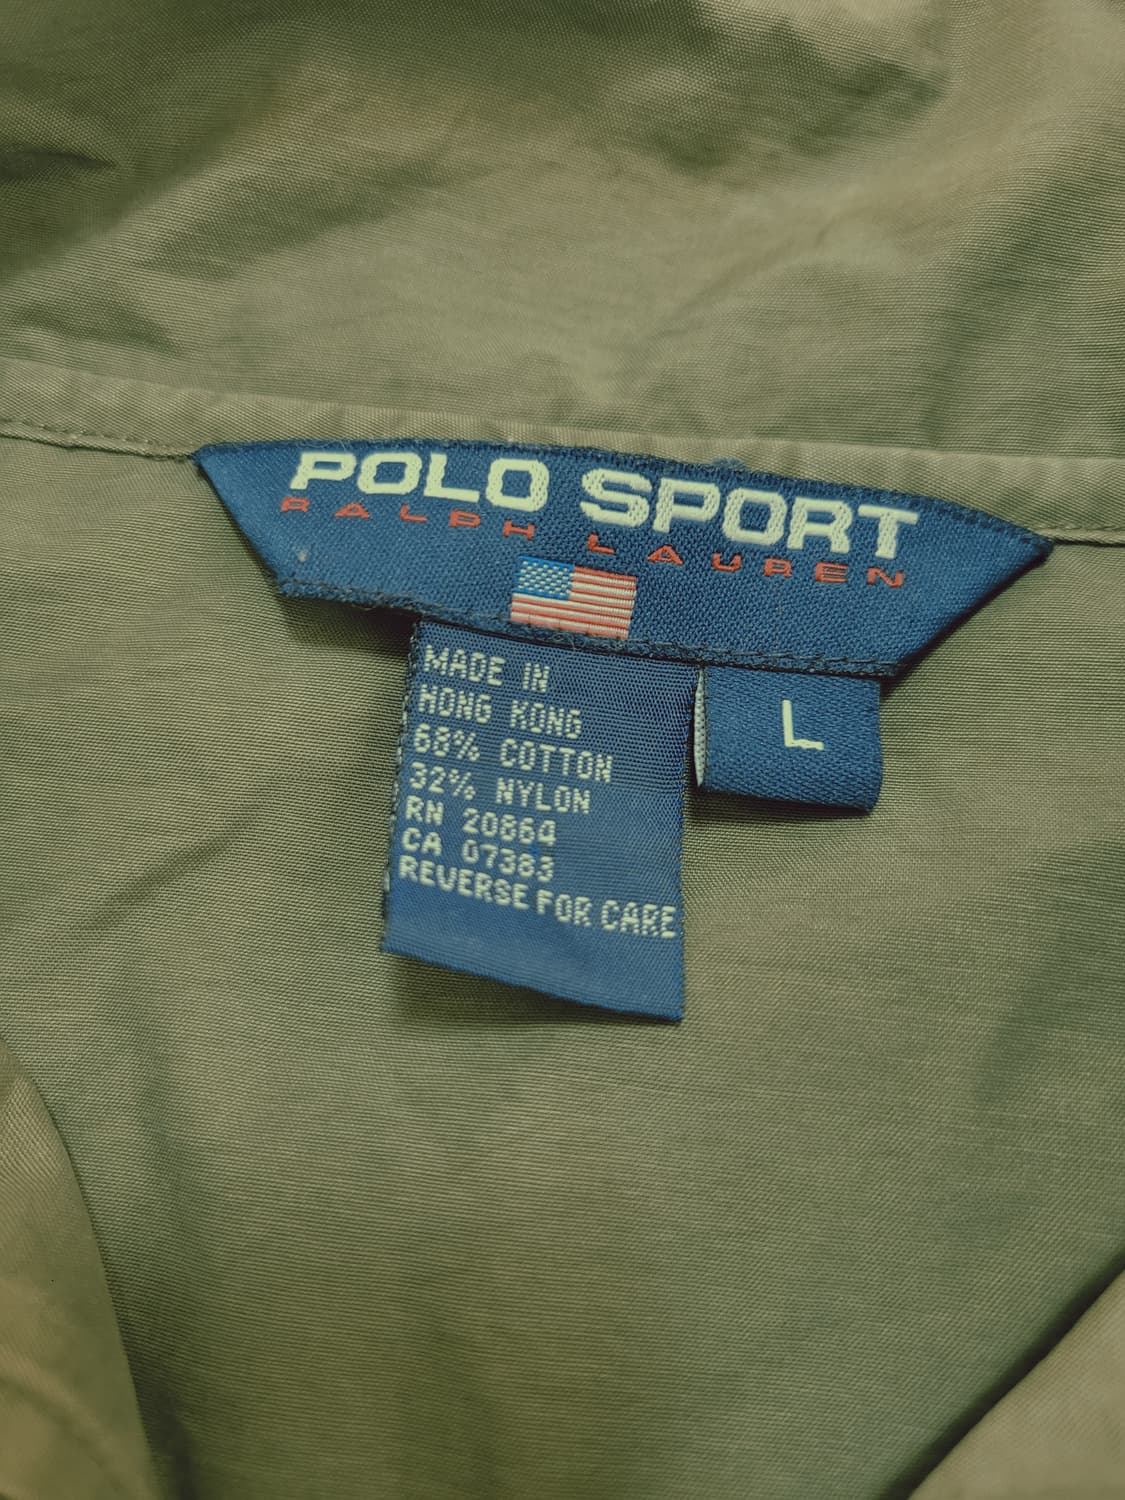 POLO SPORT
RALPH LAUREN
MADE IN
HONG KONG
68% COTTON
32% NYLON
RN 20864
CA 07383
REVERSE FOR CARE
L